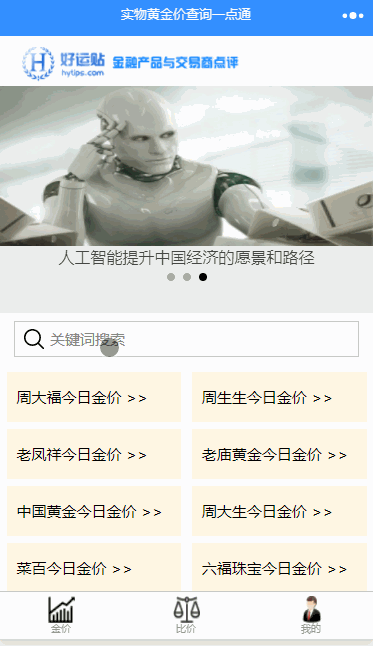 实物黄金价查询一点通
H 好运贴
hytips.com
金融产品与交易商点评
人工智能提升中国经济的愿景和路径
关键词搜索
周大福今日金价 >>
周生生今日金价 >>
老凤祥今日金价 >>
老庙黄金今日金价 >>
中国黄金今日金价 >>
周大生今日金价 >>
菜百今日金价 >>
六福珠宝今日金价 >>
金价
比价
我的